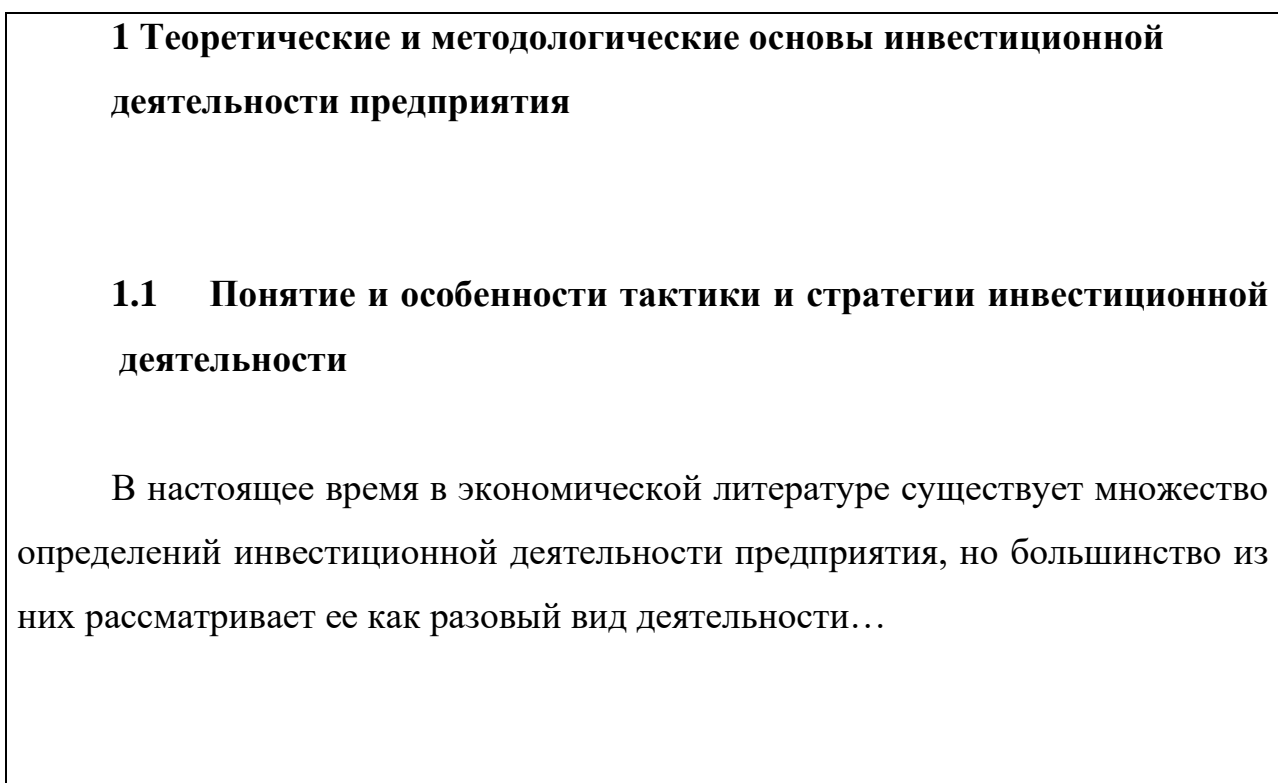 1 Теоретические и методологические основы инвестиционной
деятельности предприятия
1.1 Понятие и особенности тактики и стратегии инвестиционной
деятельности
В настоящее время в экономической литературе существует множество
определений инвестиционной деятельности предприятия, но большинство из
них рассматривает ее как разовый вид деятельности…